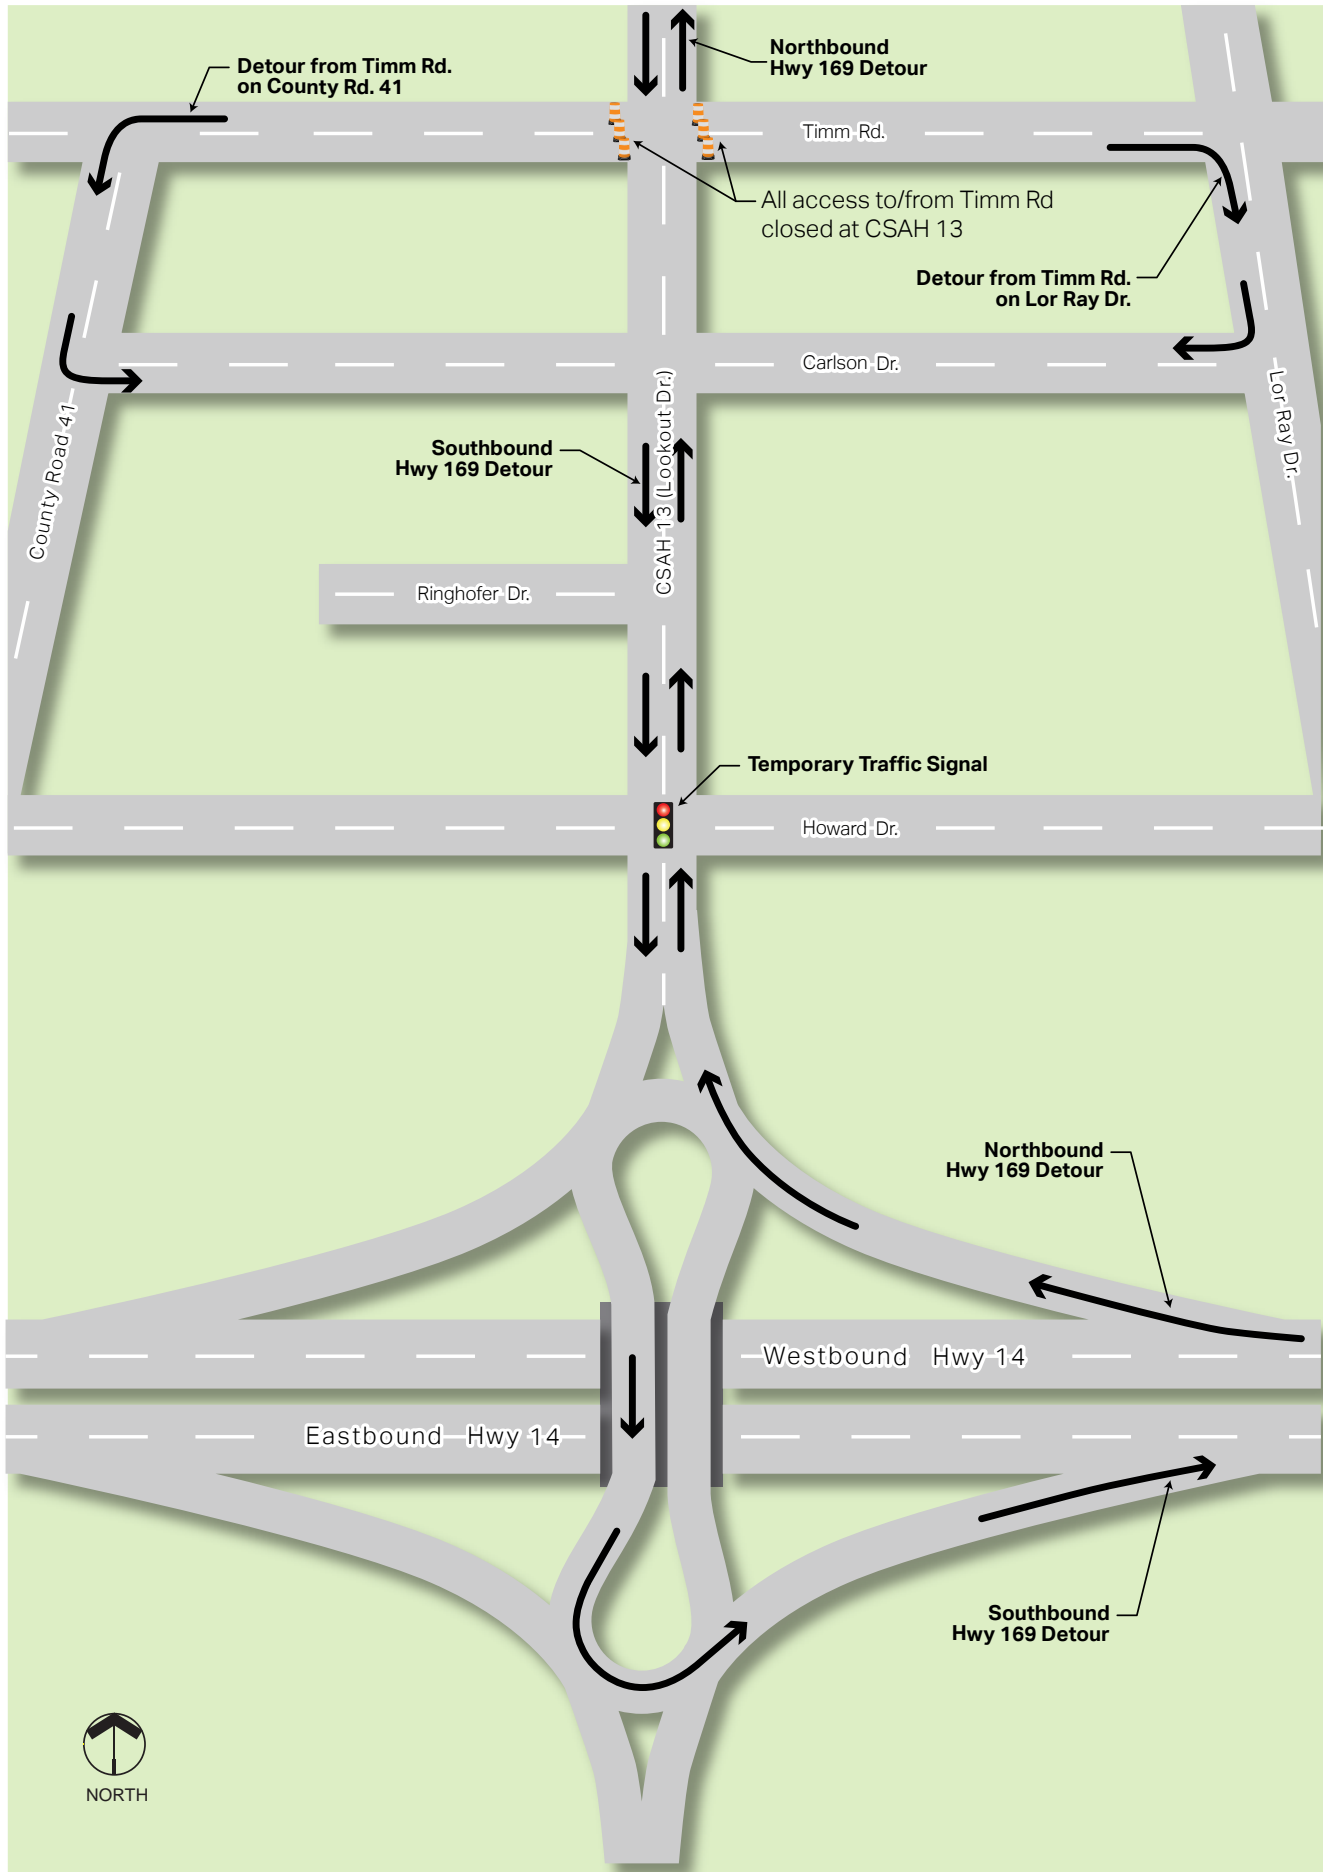 Northbound
Hwy 169 Detour
Detour from Timm Rd.
on County Rd. 41
Timm Rd.
All access to/from Timm Rd
closed at CSAH 13
Detour from Timm Rd.
on Lor Ray Dr.
Carlson Dr.
County Road 41
Southbound
Hwy 169 Detour
CSAH 13 (Lookout Dr.)
Lor Ray Dr.
Ringhofer Dr.
Temporary Traffic Signal
Howard Dr.
Northbound
Hwy 169 Detour
Westbound Hwy 14
Eastbound Hwy 14
Southbound
Hwy 169 Detour
NORTH